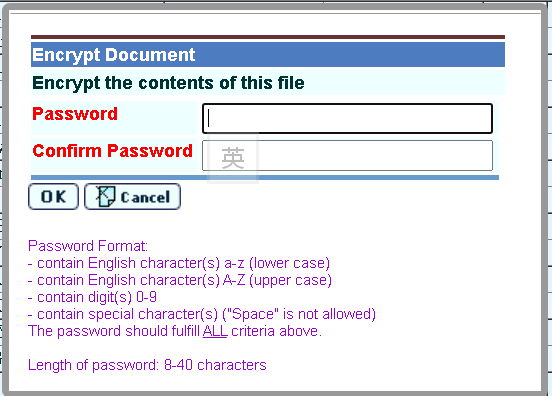 Encrypt Document
Encrypt the contents of this file
Password
Confirm Password
英
OK Cancel
Password Format:
- contain English character(s) a-z (lower case)
- contain English character(s) A-Z (upper case)
- contain digit(s) 0-9
- contain special character(s) ("Space" is not allowed)
The password should fulfill ALL criteria above.
Length of password: 8-40 characters